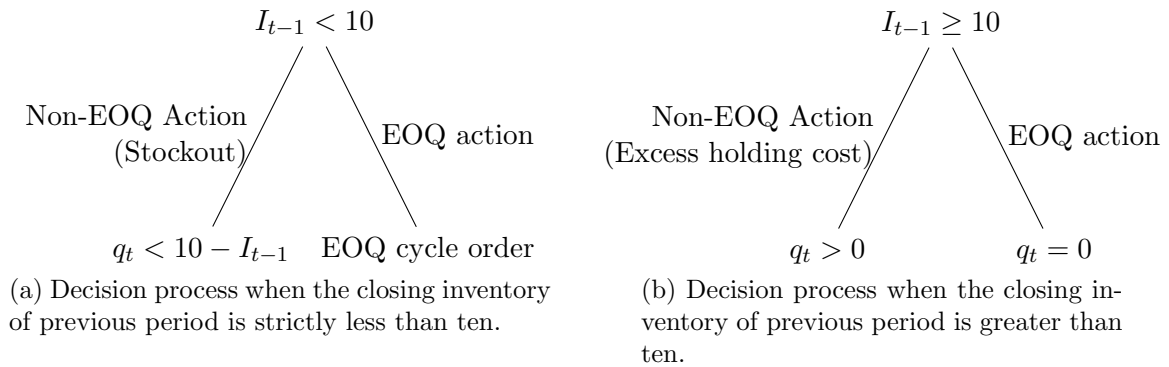 I_{t−1} < 10
Non-EOQ Action
(Stockout)
EOQ action
q_t < 10 − I_{t−1}
EOQ cycle order
(a) Decision process when the closing inventory
of previous period is strictly less than ten.
I_{t−1} ≥ 10
Non-EOQ Action
(Excess holding cost)
EOQ action
q_t > 0
q_t = 0
(b) Decision process when the closing in-
ventory of previous period is greater than
ten.